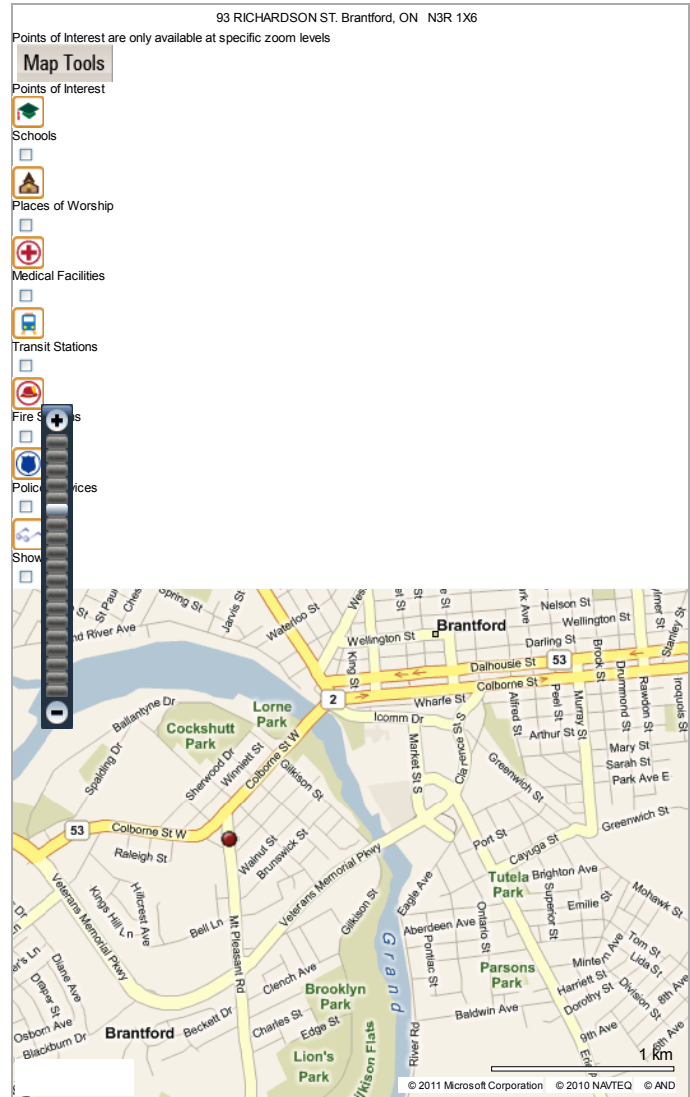 93 RICHARDSON ST. Brantford, ON N3R 1X6
Points of Interest are only available at specific zoom levels
Map Tools
Points of Interest
Schools
Places of Worship
Medical Facilities
Transit Stations
Fire
Police
Show
St Paul
Spring St
Jarvis St
Waterloo St
River Ave
Nelson St
Wellington St
Brantford
Wellington St
Darling St
Stanley St
King St
Dalhousie St
53
Brock St
Drummond St
Rawdon St
Iroquois St
Colborne St
2
Wharfe St
Alfred St
Peel St
Murray St
Icomm Dr
Ballantyne Dr
Lorne
Park
Cockshutt
Park
Market St S
Clarence St S
Arthur St
Mary St
Sarah St
Park Ave E
Spalding Dr
Sherwood Dr
Winniett St
Colborne St W
Gilkison St
Greenwich St
Greenwich St
53
Colborne St W
Port St
Cayuga St
Raleigh St
Walnut St
Brunswick St
Veterans Memorial Pkwy
Tutela
Park
Brighton Ave
Superior St
Emilie St
Mohawk St
Veterans Memorial Pkwy
Kings Hill Ln
Hillcrest Ave
Bell Ln
Mt Pleasant Rd
Gilkison St
Eagle Ave
Aberdeen Ave
Pontiac St
Ontario St
Grand
Tom St
Lida St
Diane Ave
Draper St
Clench Ave
Brooklyn
Park
Parsons
Park
Harriett St
Dorothy St
Division St
8th Ave
Osborn Ave
Blackburn Dr
Brantford
Beckett Dr
Charles St
Edge St
Baldwin Ave
9th Ave
Lion's
Park
River Rd
1 km
© 2011 Microsoft Corporation © 2010 NAVTEQ © AND